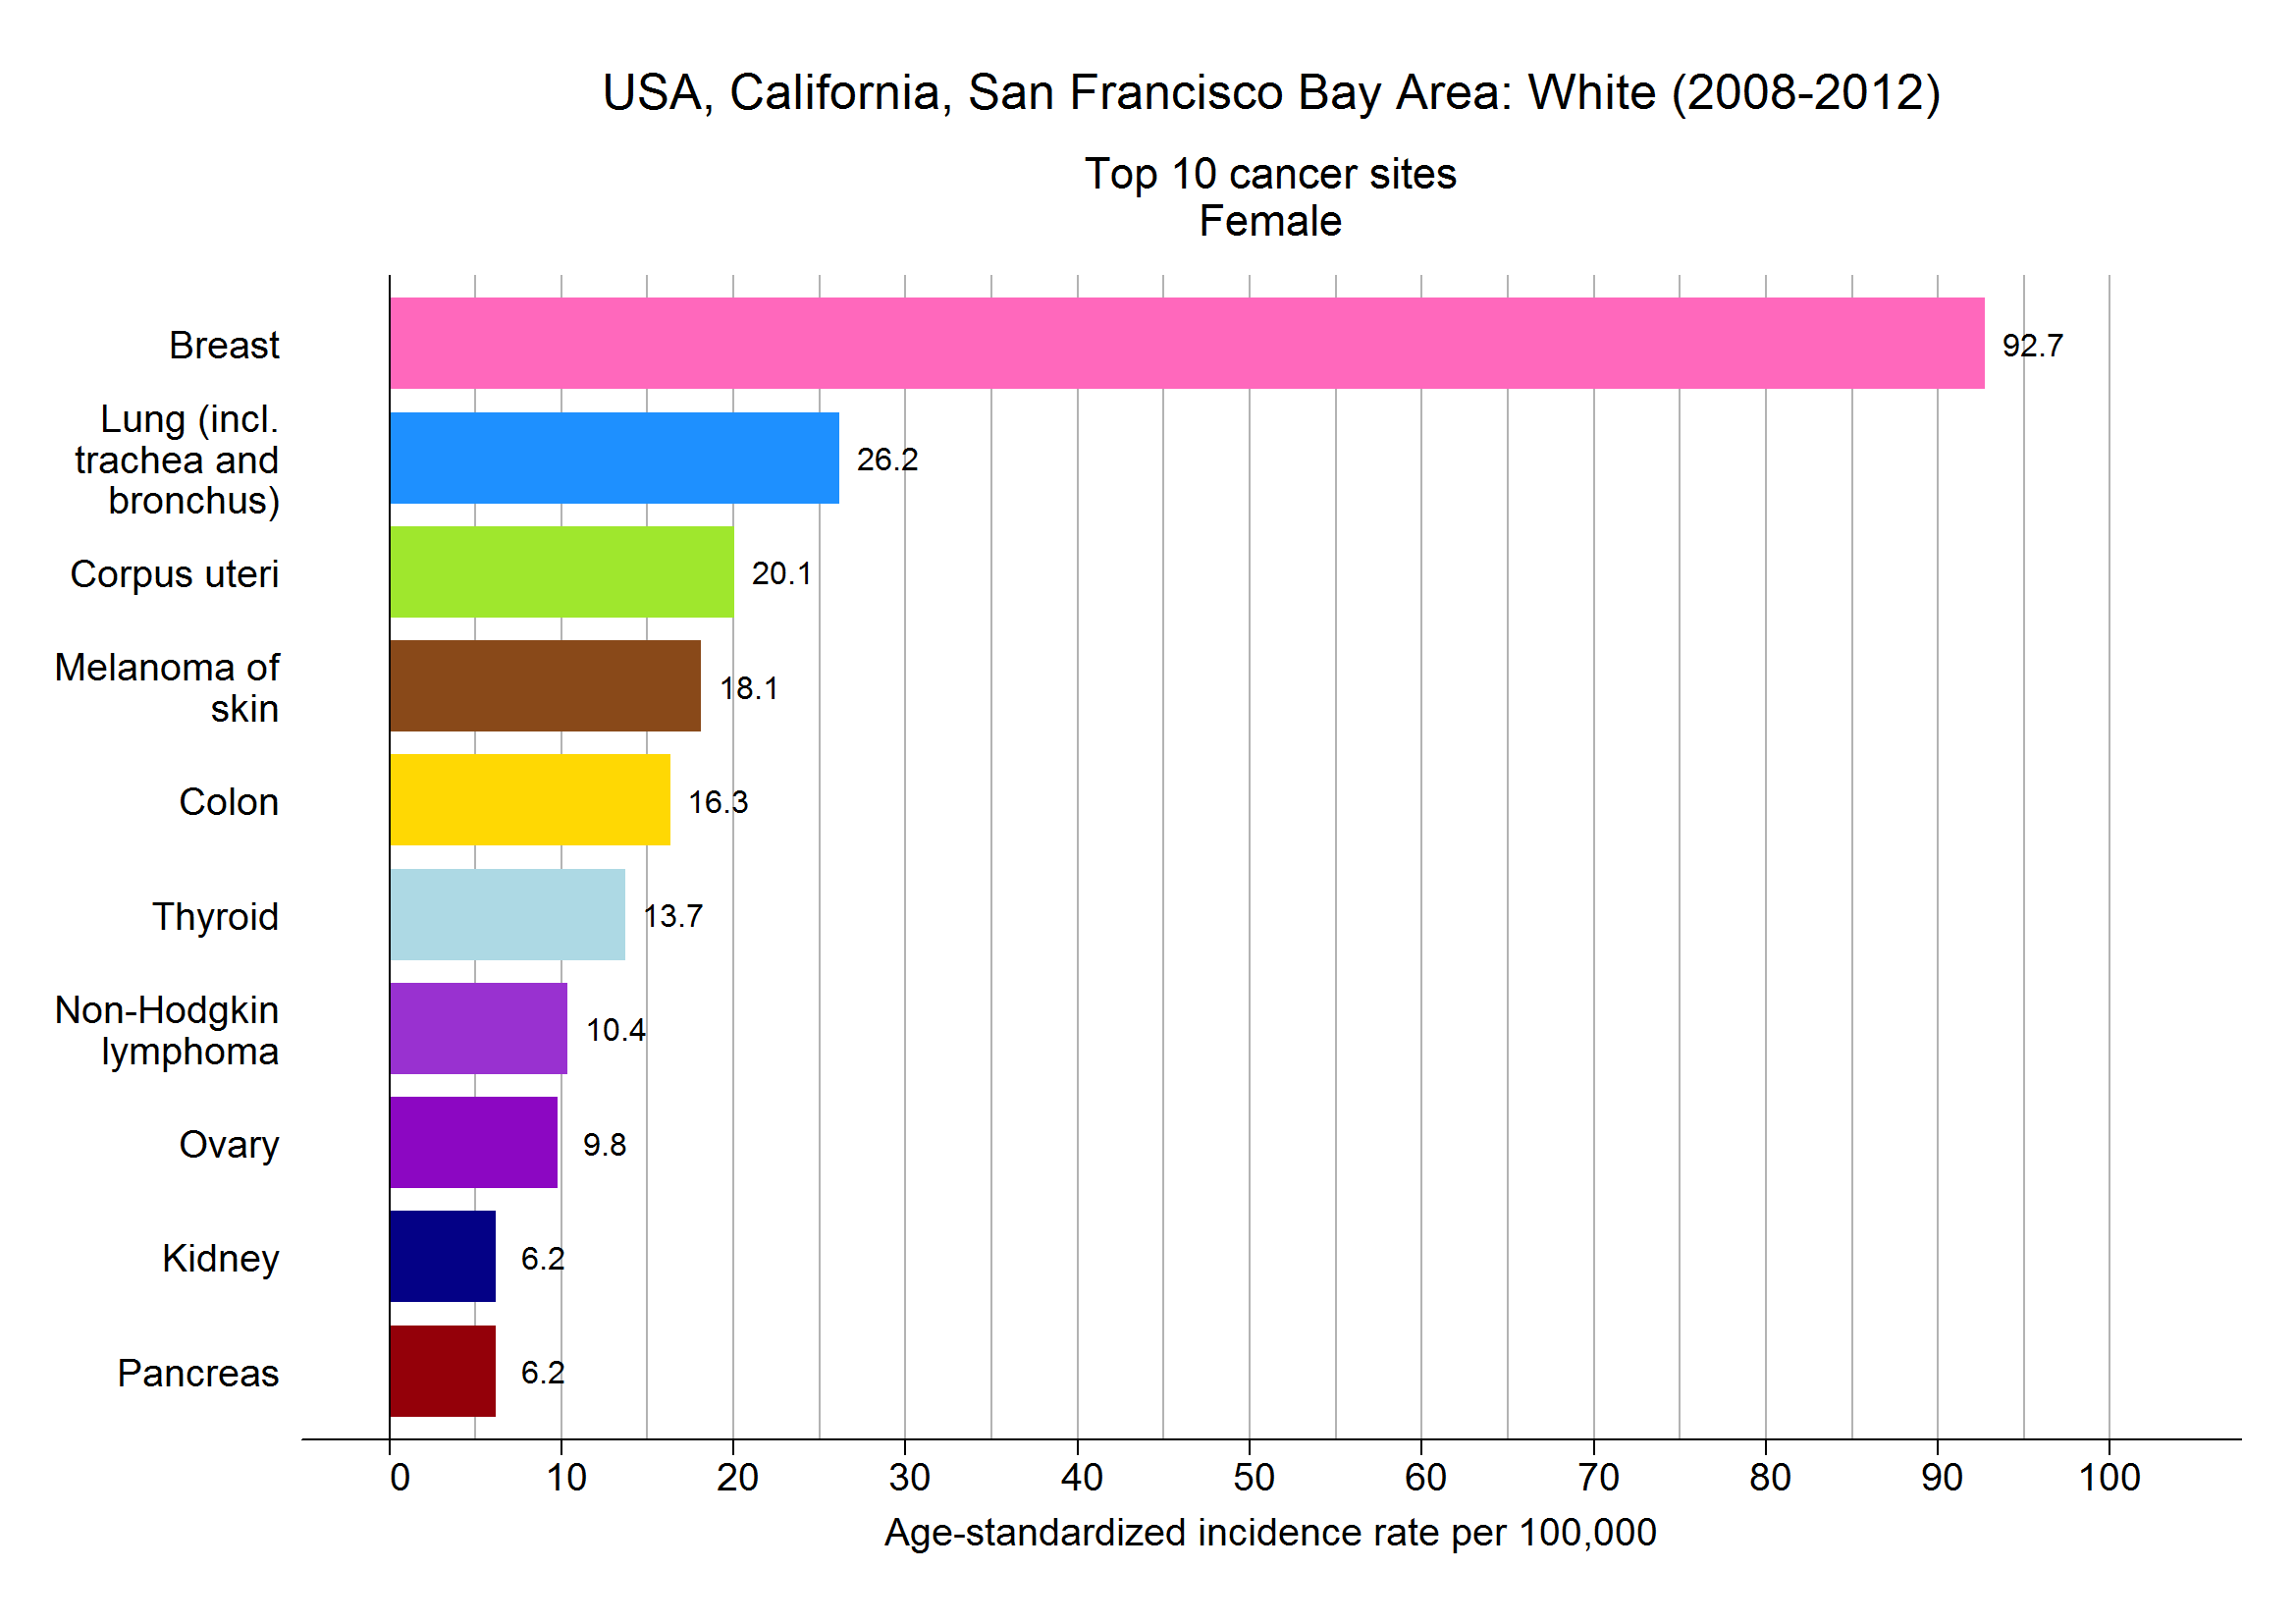 USA, California, San Francisco Bay Area: White (2008-2012)
Top 10 cancer sites
Female
Breast
92.7
Lung (incl.
trachea and
bronchus)
26.2
Corpus uteri
20.1
Melanoma of
skin
18.1
Colon
16.3
Thyroid
13.7
Non-Hodgkin
lymphoma
10.4
Ovary
9.8
Kidney
6.2
Pancreas
6.2
0 10 20 30 40 50 60 70 80 90 100
Age-standardized incidence rate per 100,000